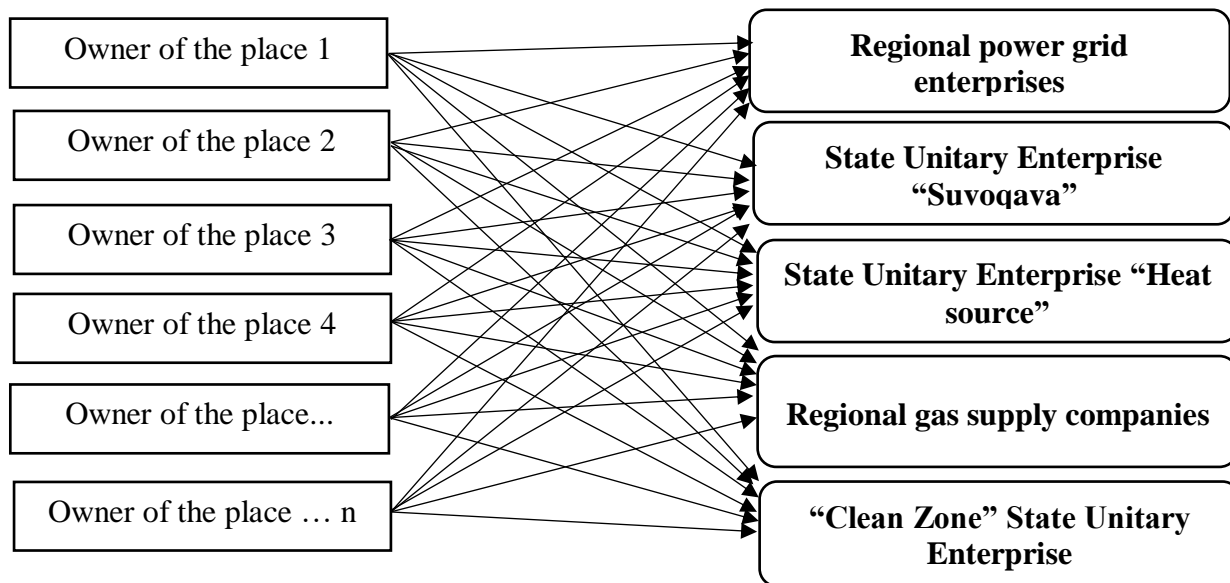 Owner of the place 1
Owner of the place 2
Owner of the place 3
Owner of the place 4
Owner of the place...
Owner of the place … n
Regional power grid
enterprises
State Unitary Enterprise
“Suvoqava”
State Unitary Enterprise “Heat
source”
Regional gas supply companies
“Clean Zone” State Unitary
Enterprise